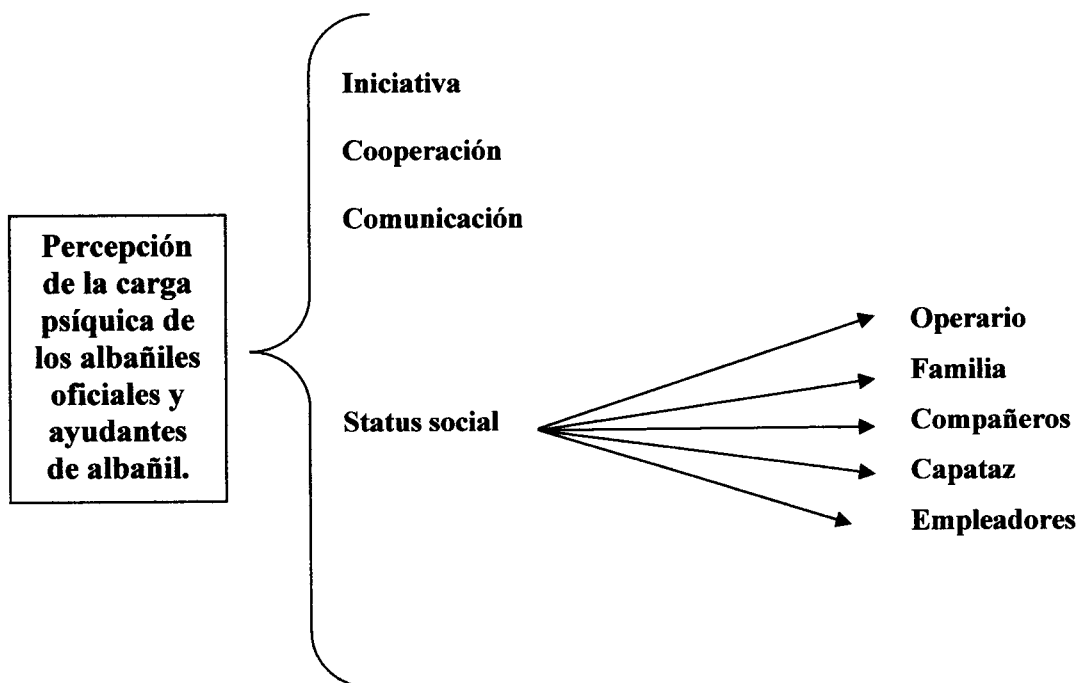 Percepción
de la carga
psíquica de
los albañiles
oficiales y
ayudantes
de albañil.
Iniciativa
Cooperación
Comunicación
Status social
Operario
Familia
Compañeros
Capataz
Empleadores